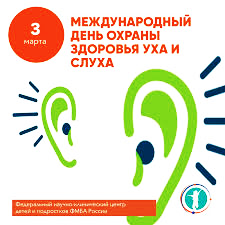 3
марта
МЕЖДУНАРОДНЫЙ
ДЕНЬ ОХРАНЫ
ЗДОРОВЬЯ УХА И
СЛУХА
Федеральный научно-клинический центр
детей и подростков ФМБА России